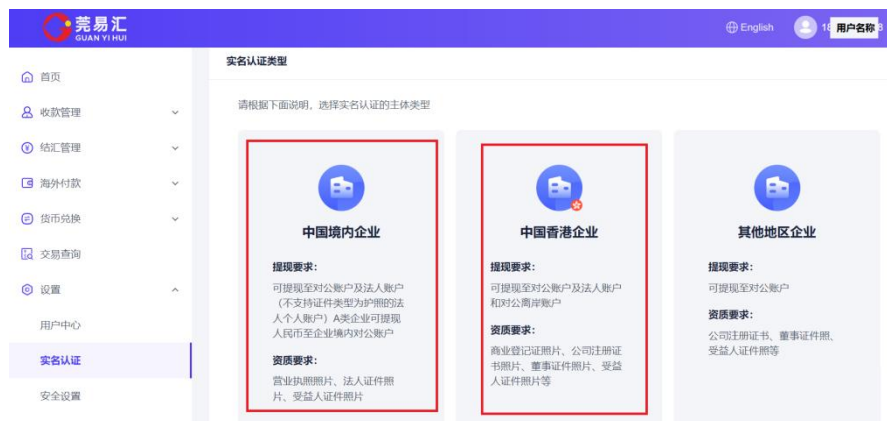 莞易汇
GUAN YI HUI
English
18 用户名称 8
首页
收款管理
结汇管理
海外付款
货币兑换
交易查询
设置
用户中心
实名认证
安全设置
实名认证类型
请根据下面说明，选择实名认证的主体类型
中国境内企业
提现要求：
可提现至对公账户及法人账户
（不支持证件类型为护照的法
人个人账户）A类企业可提现
人民币至企业境内对公账户
资质要求：
营业执照照片、法人证件照
片、受益人证件照片
中国香港企业
提现要求：
可提现至对公账户及法人账户
和对公离岸账户
资质要求：
商业登记证照片、公司注册证
书照片、董事证件照片、受益
人证件照片等
其他地区企业
提现要求：
可提现至对公账户
资质要求：
公司注册证书、董事证件照、
受益人证件照等